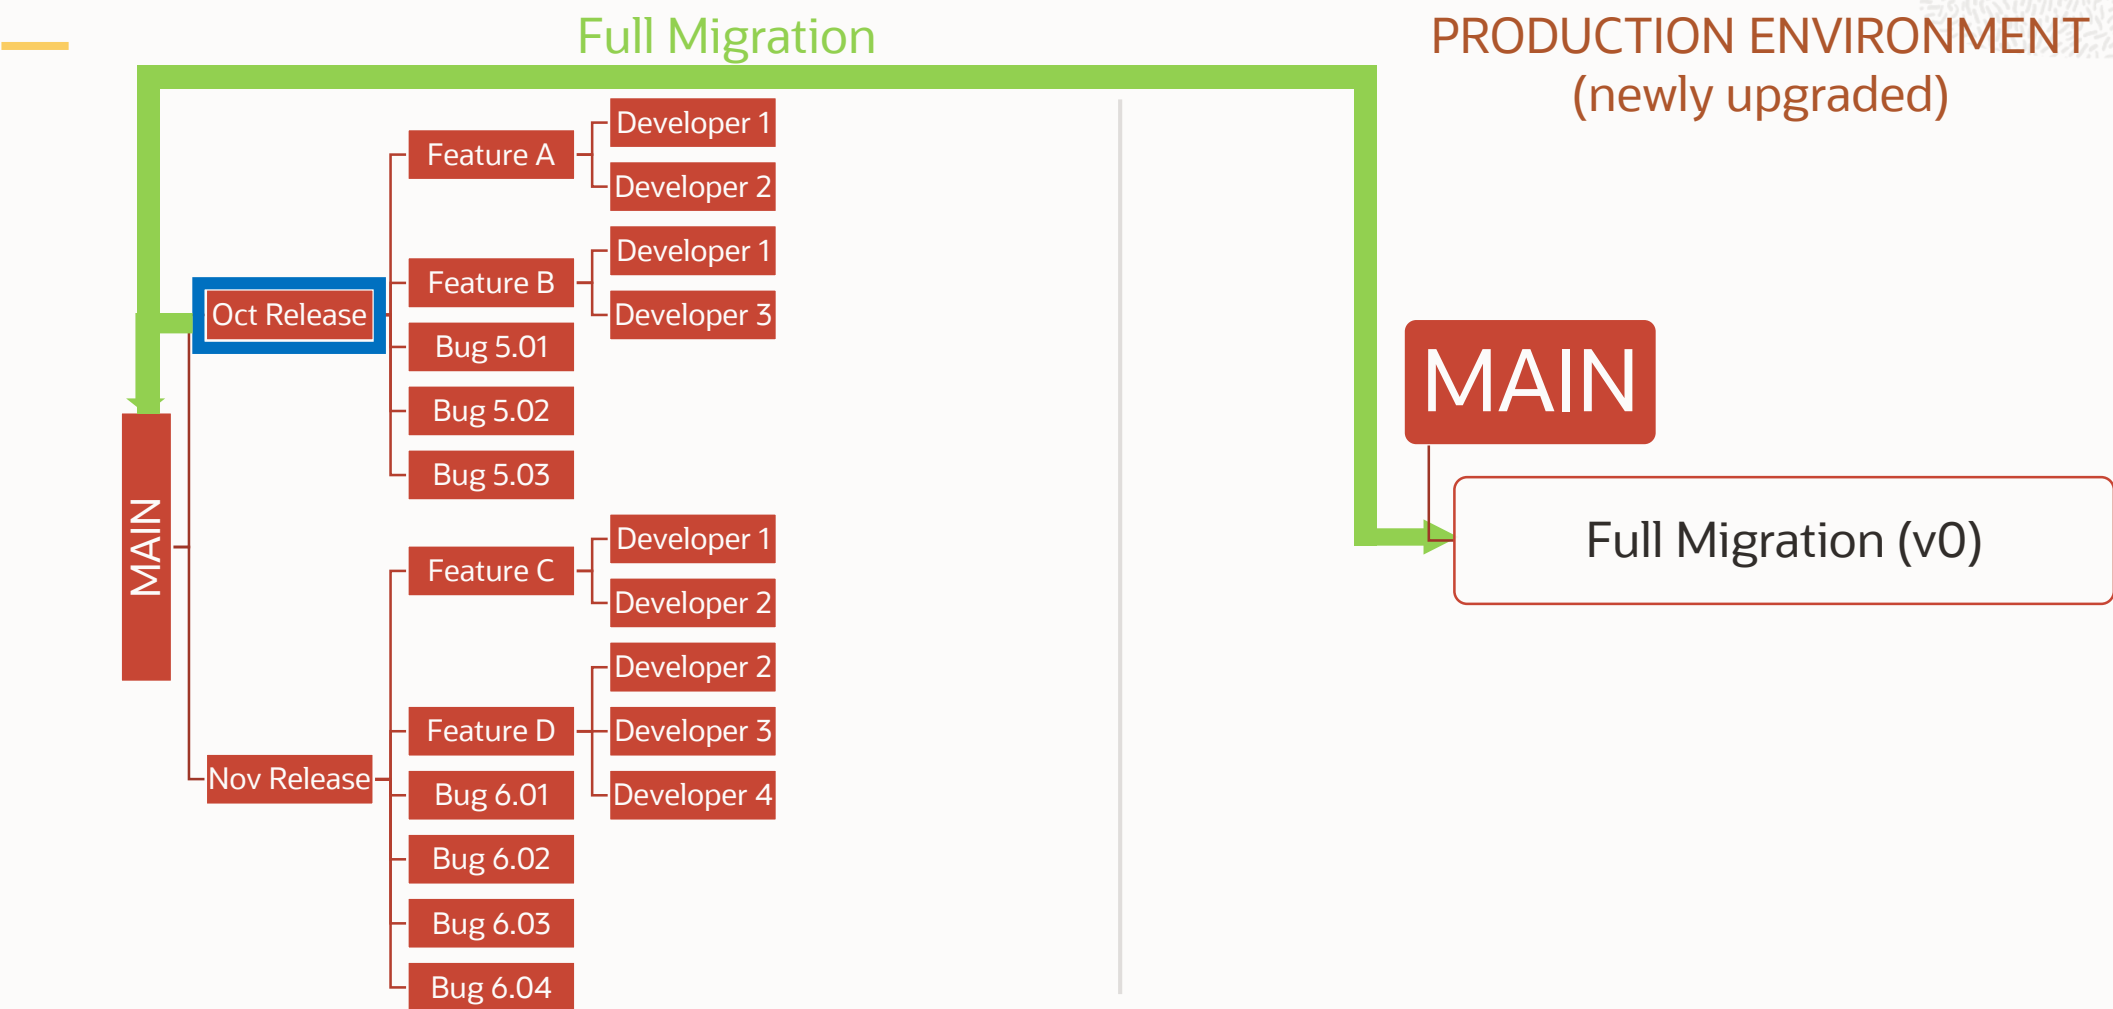 Full Migration
PRODUCTION ENVIRONMENT
(newly upgraded)
MAIN
Oct Release
Feature A
Developer 1
Developer 2
Feature B
Developer 1
Developer 3
Bug 5.01
Bug 5.02
Bug 5.03
Nov Release
Feature C
Developer 1
Developer 2
Feature D
Developer 2
Developer 3
Developer 4
Bug 6.01
Bug 6.02
Bug 6.03
Bug 6.04
MAIN
Full Migration (v0)